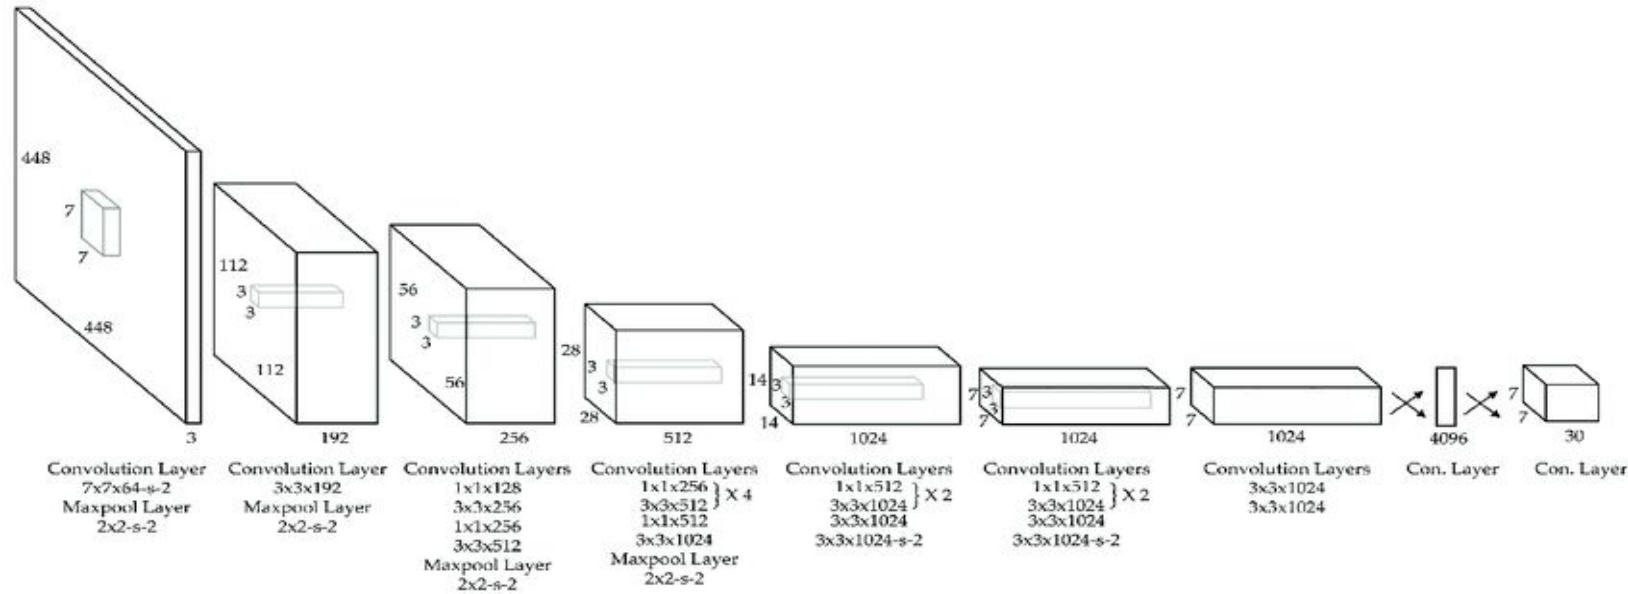 448
7
7
448
3
112
3
3
112
192
56
3
3
56
256
28
3
3
28
512
14
3
3
14
1024
7
3
3
7
1024
7
7
1024
4096
7
7
30
Convolution Layer
7x7x64-s-2
Maxpool Layer
2x2-s-2
Convolution Layer
3x3x192
Maxpool Layer
2x2-s-2
Convolution Layers
1x1x128
3x3x256
1x1x256
3x3x512
Maxpool Layer
2x2-s-2
Convolution Layers
1x1x256
3x3x512 } X 4
1x1x512
3x3x1024
Maxpool Layer
2x2-s-2
Convolution Layers
1x1x512
3x3x1024 } X 2
3x3x1024
3x3x1024-s-2
Convolution Layers
1x1x512
3x3x1024 } X 2
3x3x1024
3x3x1024-s-2
Convolution Layers
3x3x1024
3x3x1024
Con. Layer
Con. Layer